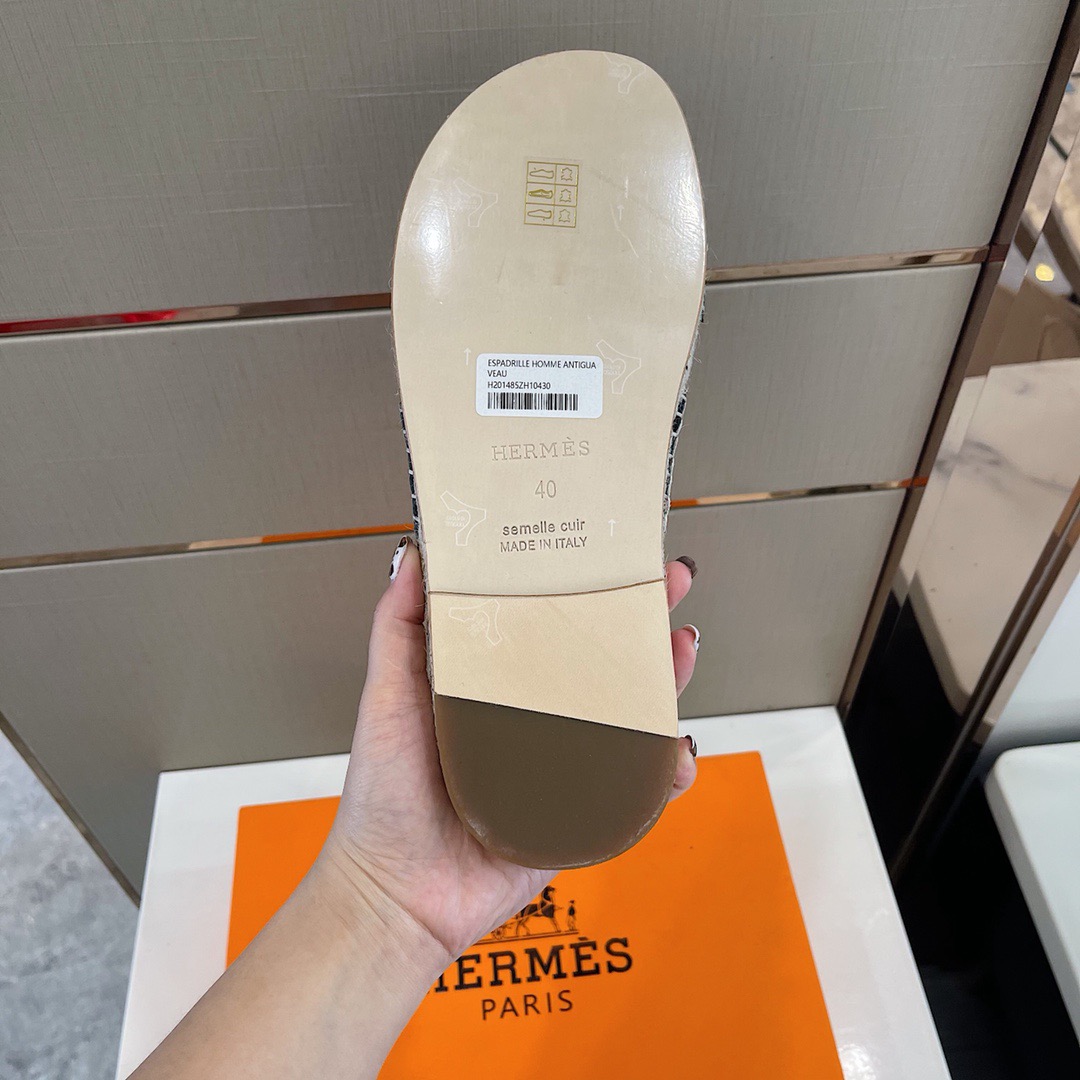 ESPADRILLE HOMME ANTIGUA
VEAU
H201485ZH10430
HERMÈS
40
semelle cuir
MADE IN ITALY
HERMÈS
PARIS